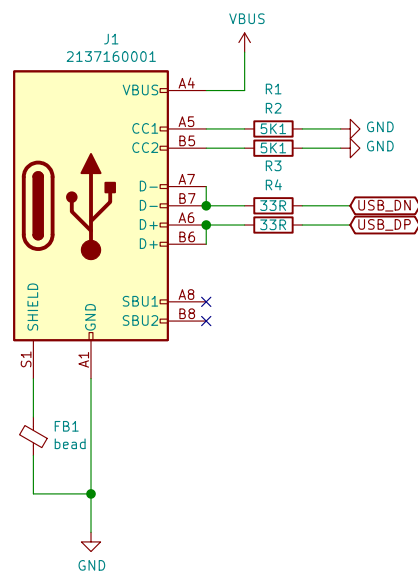 VBUS
J1
2137160001
VBUS A4
R1
R2
CC1 A5 5K1 GND
CC2 B5 5K1 GND
R3
R4
D- A7
D- B7 33R USB_DN
D+ A6 33R USB_DP
D+ B6
SBU1 A8
SBU2 B8
SHIELD
GND
S1
A1
FB1
bead
GND